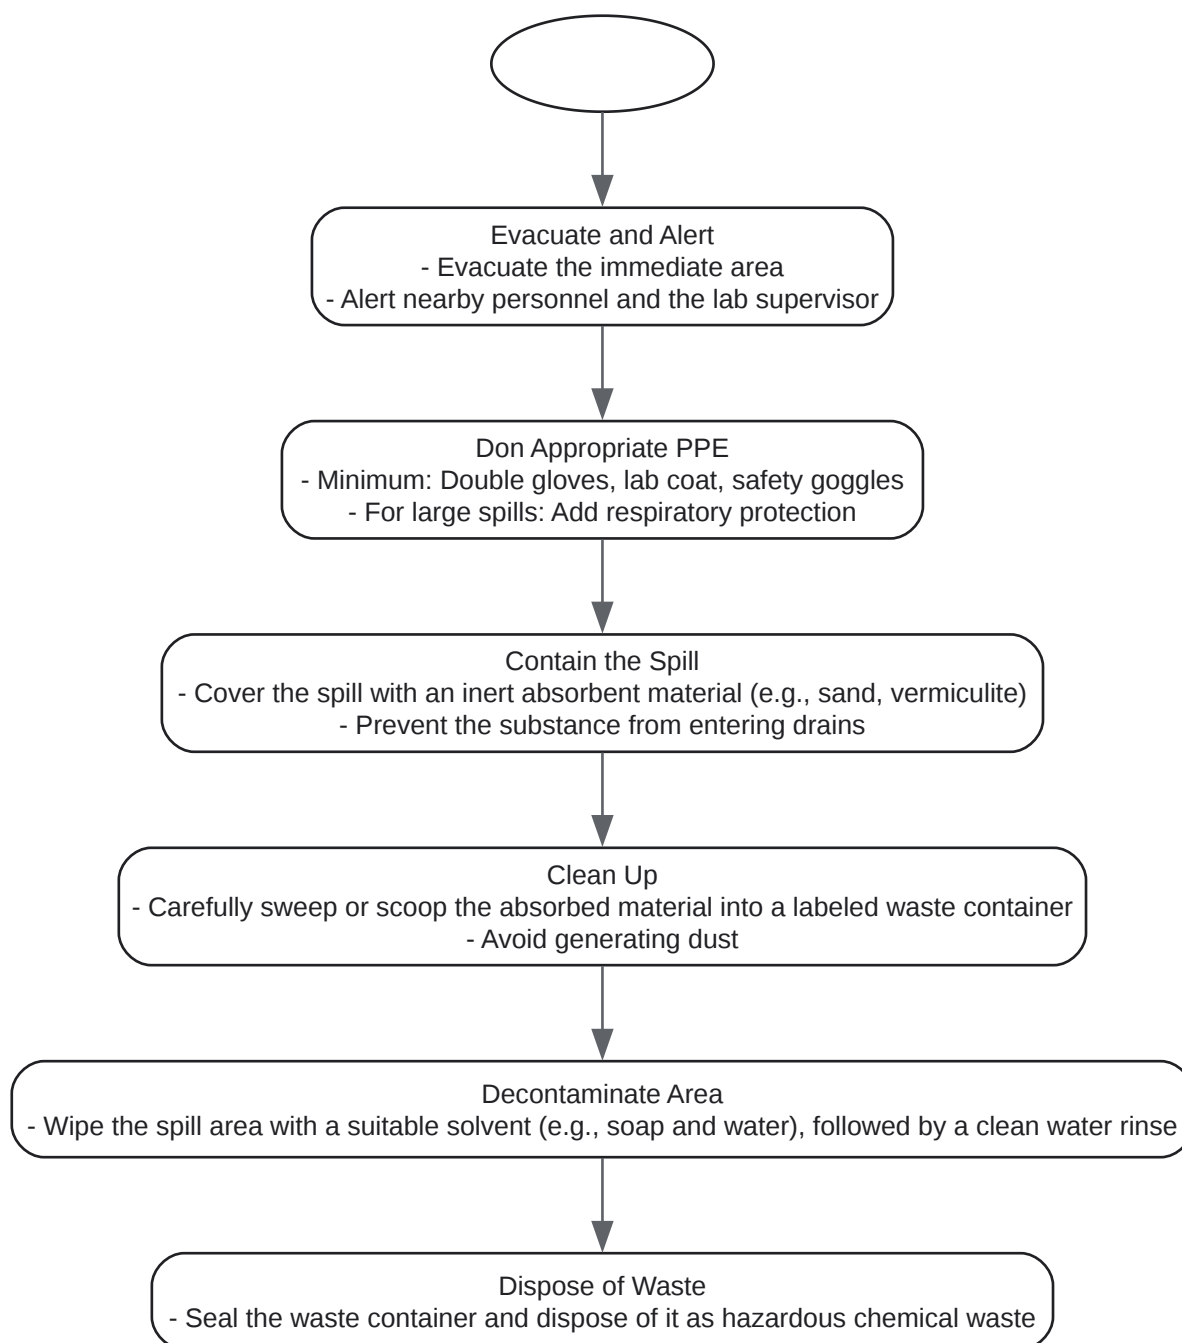 Evacuate and Alert
- Evacuate the immediate area
- Alert nearby personnel and the lab supervisor
Don Appropriate PPE
- Minimum: Double gloves, lab coat, safety goggles
- For large spills: Add respiratory protection
Contain the Spill
- Cover the spill with an inert absorbent material (e.g., sand, vermiculite)
- Prevent the substance from entering drains
Clean Up
- Carefully sweep or scoop the absorbed material into a labeled waste container
- Avoid generating dust
Decontaminate Area
- Wipe the spill area with a suitable solvent (e.g., soap and water), followed by a clean water rinse
Dispose of Waste
- Seal the waste container and dispose of it as hazardous chemical waste